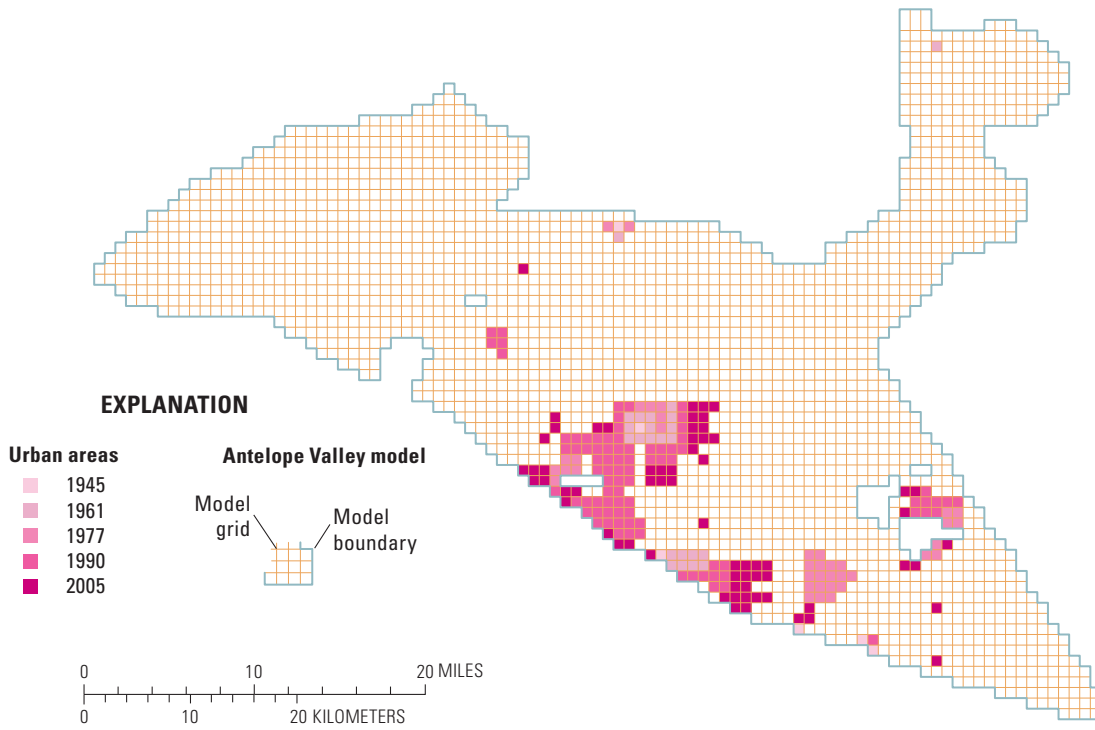 EXPLANATION
Urban areas
1945
1961
1977
1990
2005
Antelope Valley model
Model
grid
Model
boundary
0 10 20 MILES
0 10 20 KILOMETERS